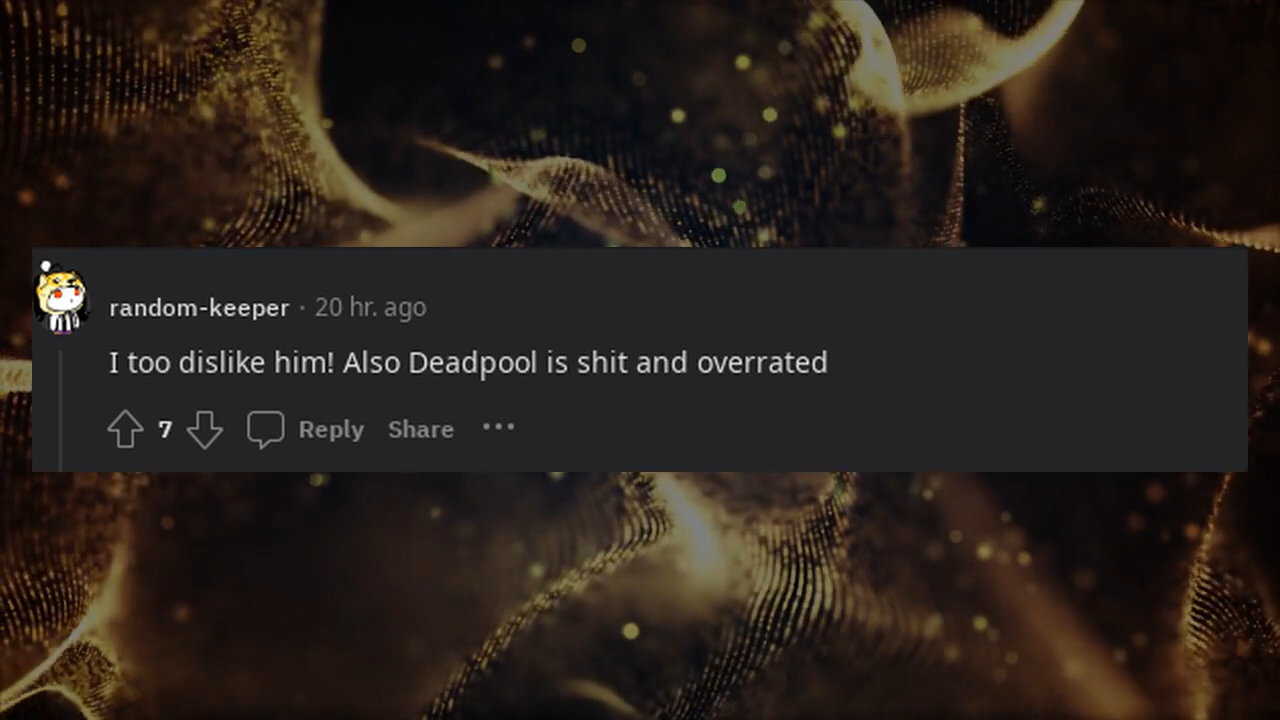 random-keeper · 20 hr. ago
I too dislike him! Also Deadpool is shit and overrated
7 Reply Share ···